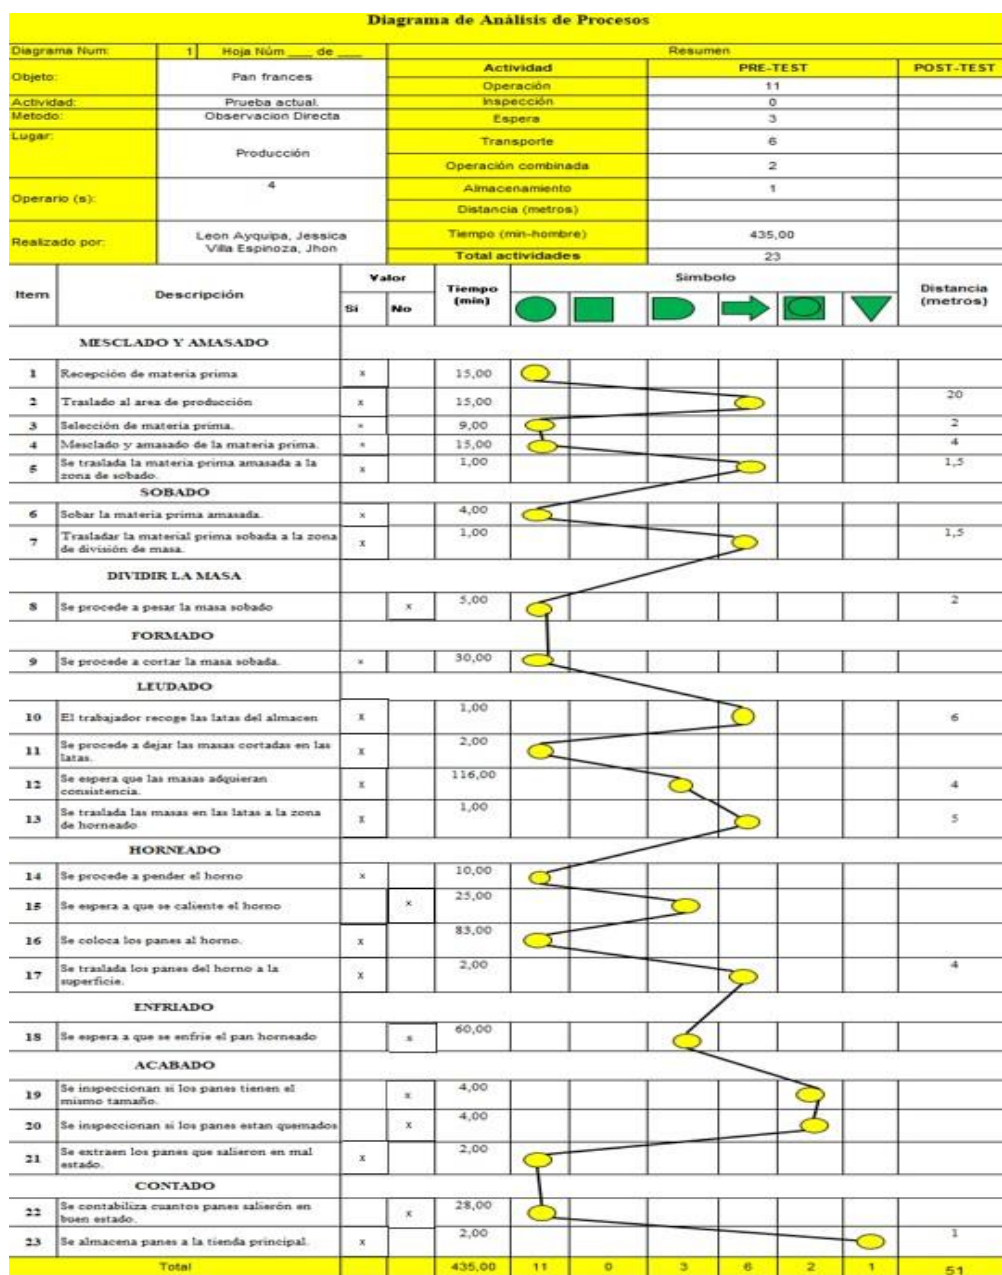 Diagrama de Análisis de Procesos
Diagrama Num: 1 Hoja Núm ___ de ___ Resumen
Objeto: Pan frances Actividad PRE-TEST POST-TEST
Operación 11
Actividad: Prueba actual. Inspección 0
Metodo: Observacion Directa Espera 3
Lugar: Producción Transporte 6
Operación combinada 2
Operario (s): 4 Almacenamiento 1
Distancia (metros)
Realizado por: Leon Ayquipa, Jessica Tiempo (min-hombre) 435,00
Villa Espinoza, Jhon Total actividades 23
Item Descripción Valor Tiempo (min) Simbolo Distancia (metros)
Si No
MESCLADO Y AMASADO
1 Recepción de materia prima x 15,00
2 Traslado al area de producción x 15,00 20
3 Selección de materia prima. x 9,00 2
4 Mesclado y amasado de la materia prima. x 15,00 4
5 Se traslada la materia prima amasada a la x 1,00 1,5
zona de sobado.
SOBADO
6 Sobar la materia prima amasada. x 4,00
7 Trasladar la material prima sobada a la zona x 1,00 1,5
de división de masa.
DIVIDIR LA MASA
8 Se procede a pesar la masa sobado x 5,00 2
FORMADO
9 Se procede a cortar la masa sobada. x 30,00
LEUDADO
10 El trabajador recoge las latas del almacen x 1,00 6
11 Se procede a dejar las masas cortadas en las x 2,00
latas.
12 Se espera que las masas adquieran x 116,00 4
consistencia.
13 Se traslada las masas en las latas a la zona x 1,00 5
de horneado
HORNEADO
14 Se procede a pender el horno x 10,00
15 Se espera a que se caliente el horno x 25,00
16 Se coloca los panes al horno. x 83,00
17 Se traslada los panes del horno a la x 2,00 4
superficie.
ENFRIADO
18 Se espera a que se enfrie el pan horneado x 60,00
ACABADO
19 Se inspeccionan si los panes tienen el x 4,00
mismo tamaño.
20 Se inspeccionan si los panes estan quemados x 4,00
21 Se extraen los panes que salieron en mal x 2,00
estado.
CONTADO
22 Se contabiliza cuantos panes salierón en x 28,00
buen estado.
23 Se almacena panes a la tienda principal. x 2,00 1
Total 435,00 11 0 3 6 2 1 51